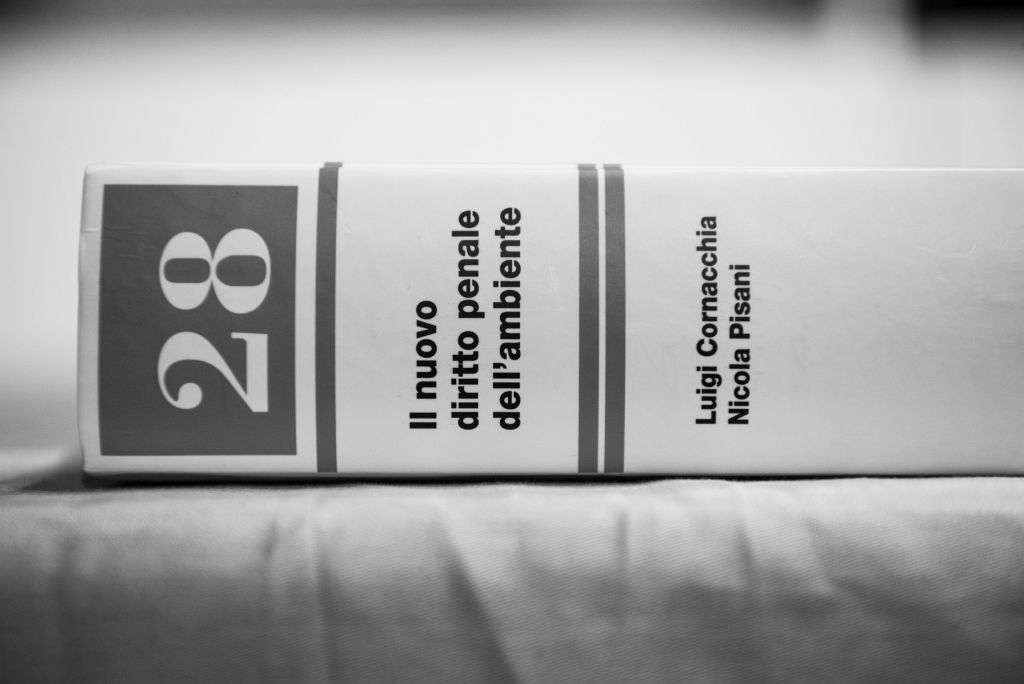 28
Il nuovo
diritto penale
dell'ambiente
Luigi Cornacchia
Nicola Pisani